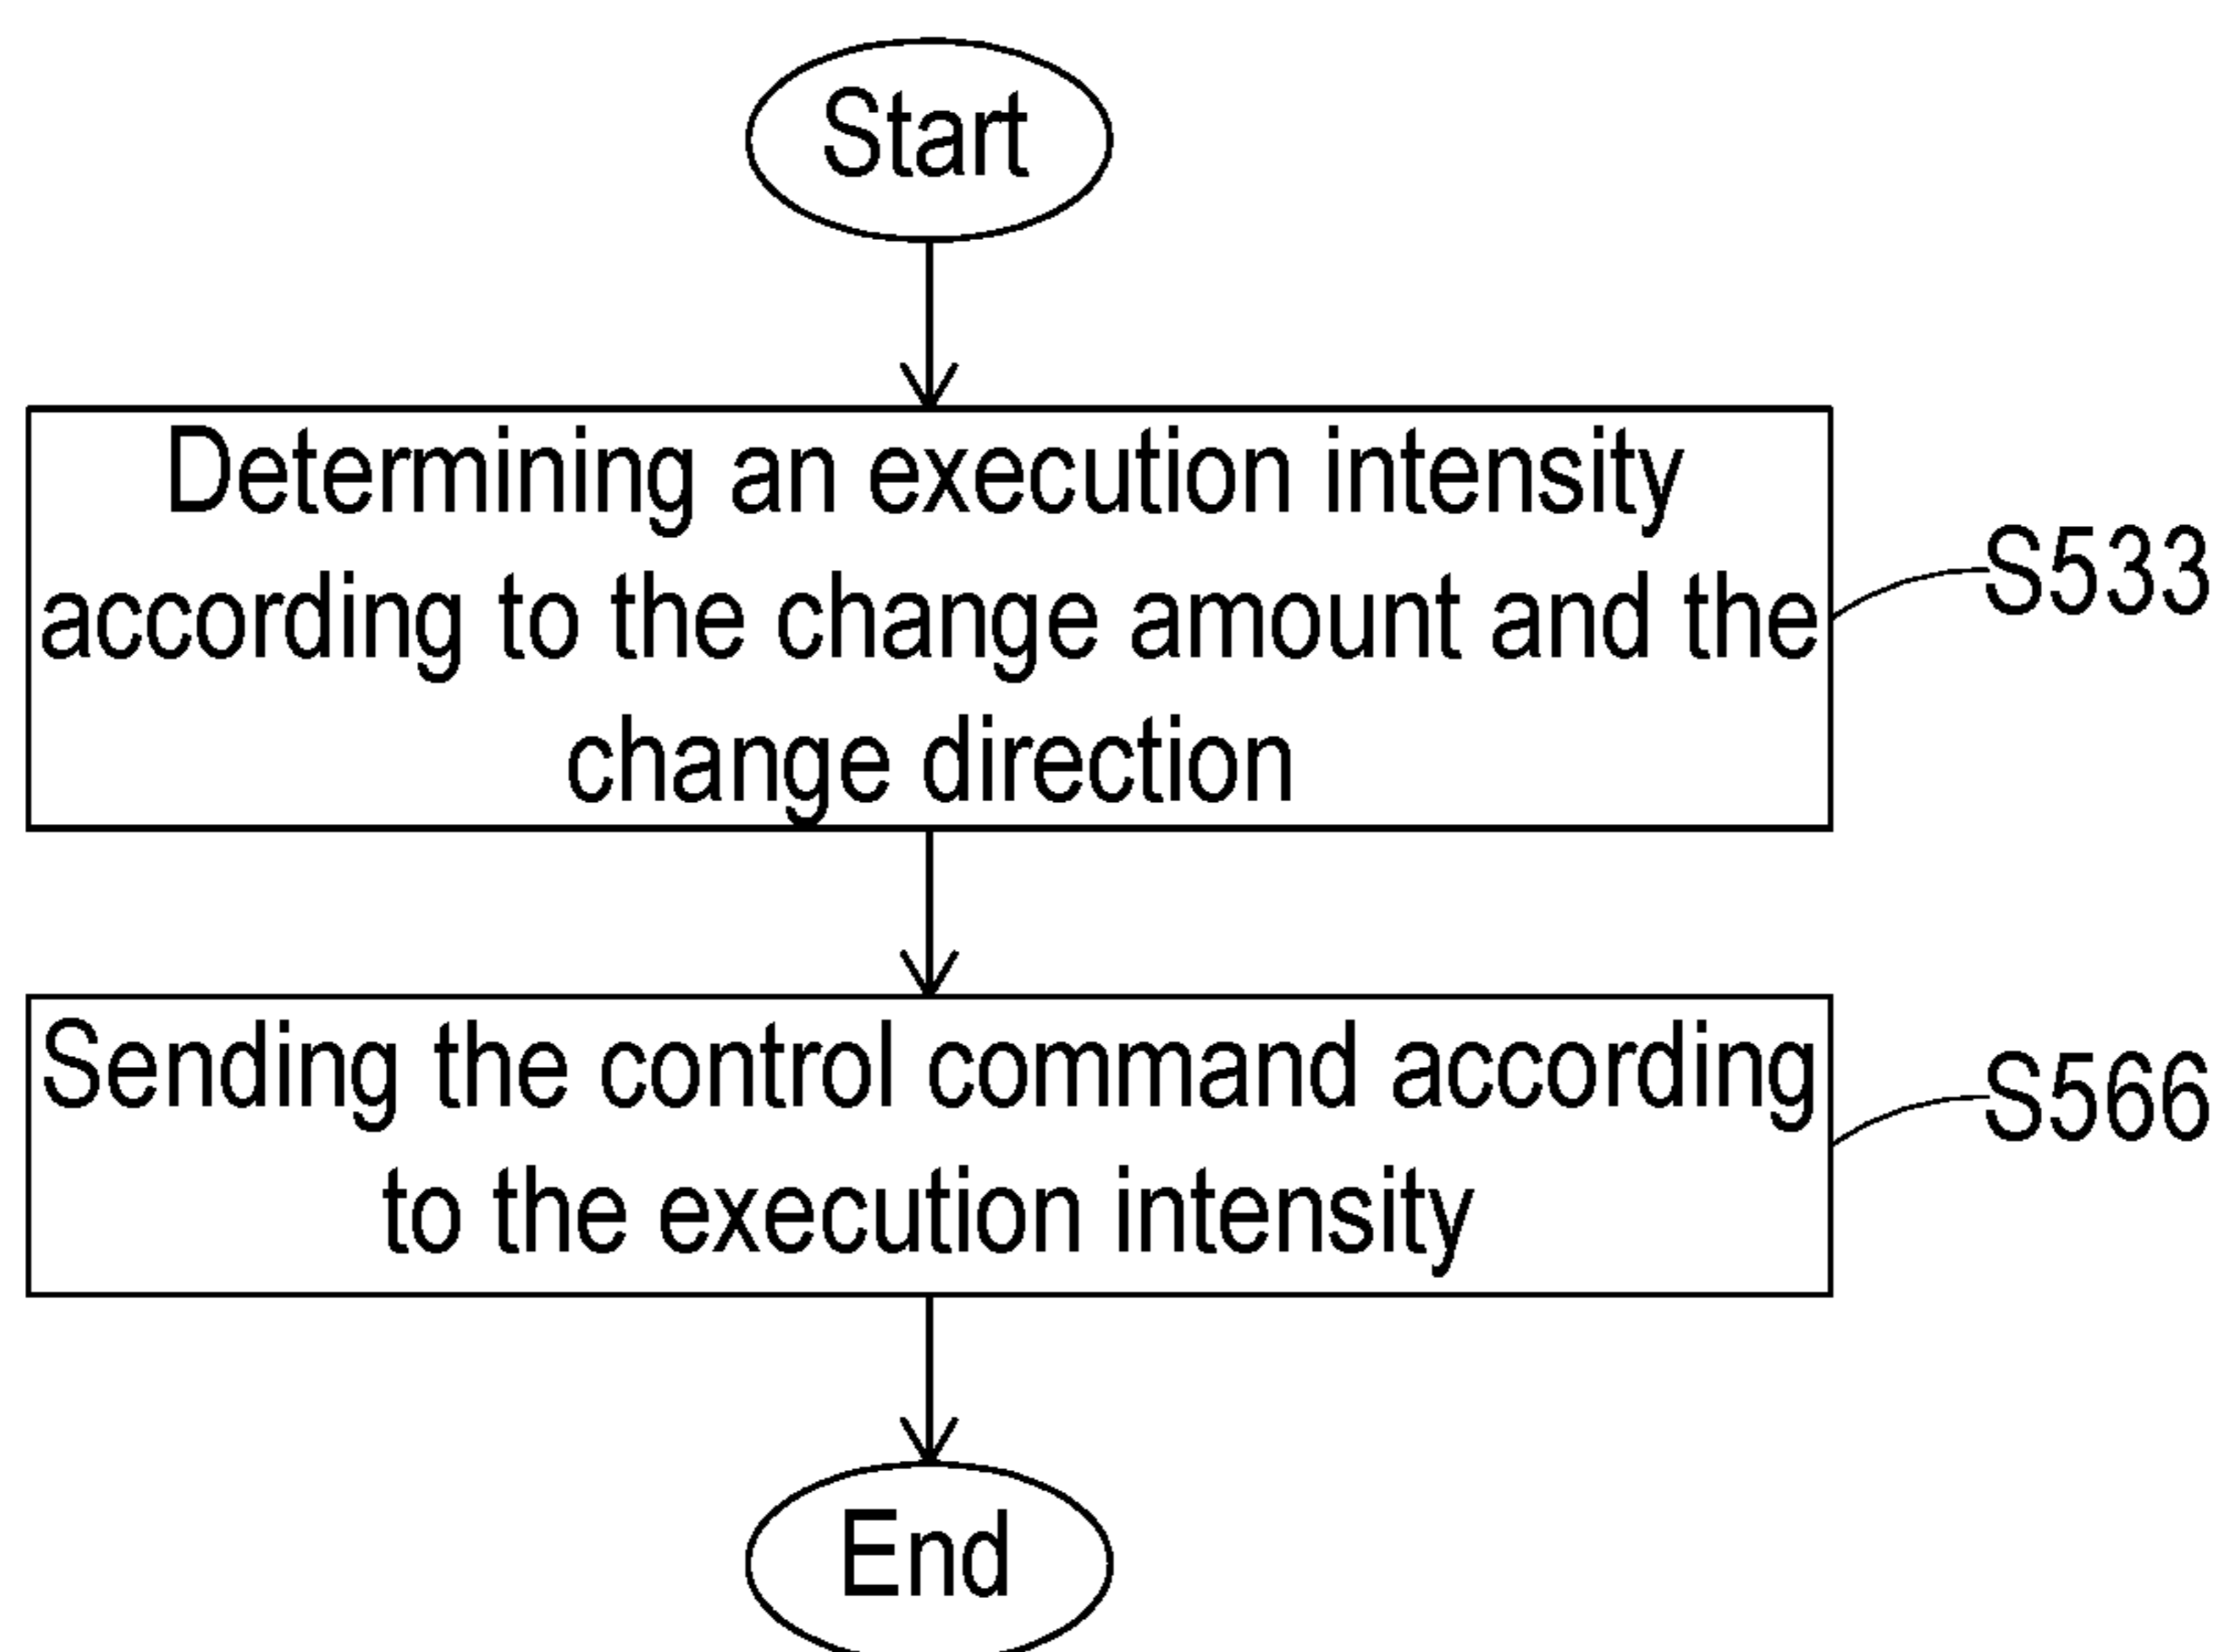 Start
Determining an execution intensity
according to the change amount and the
change direction
S533
Sending the control command according
to the execution intensity
S566
End